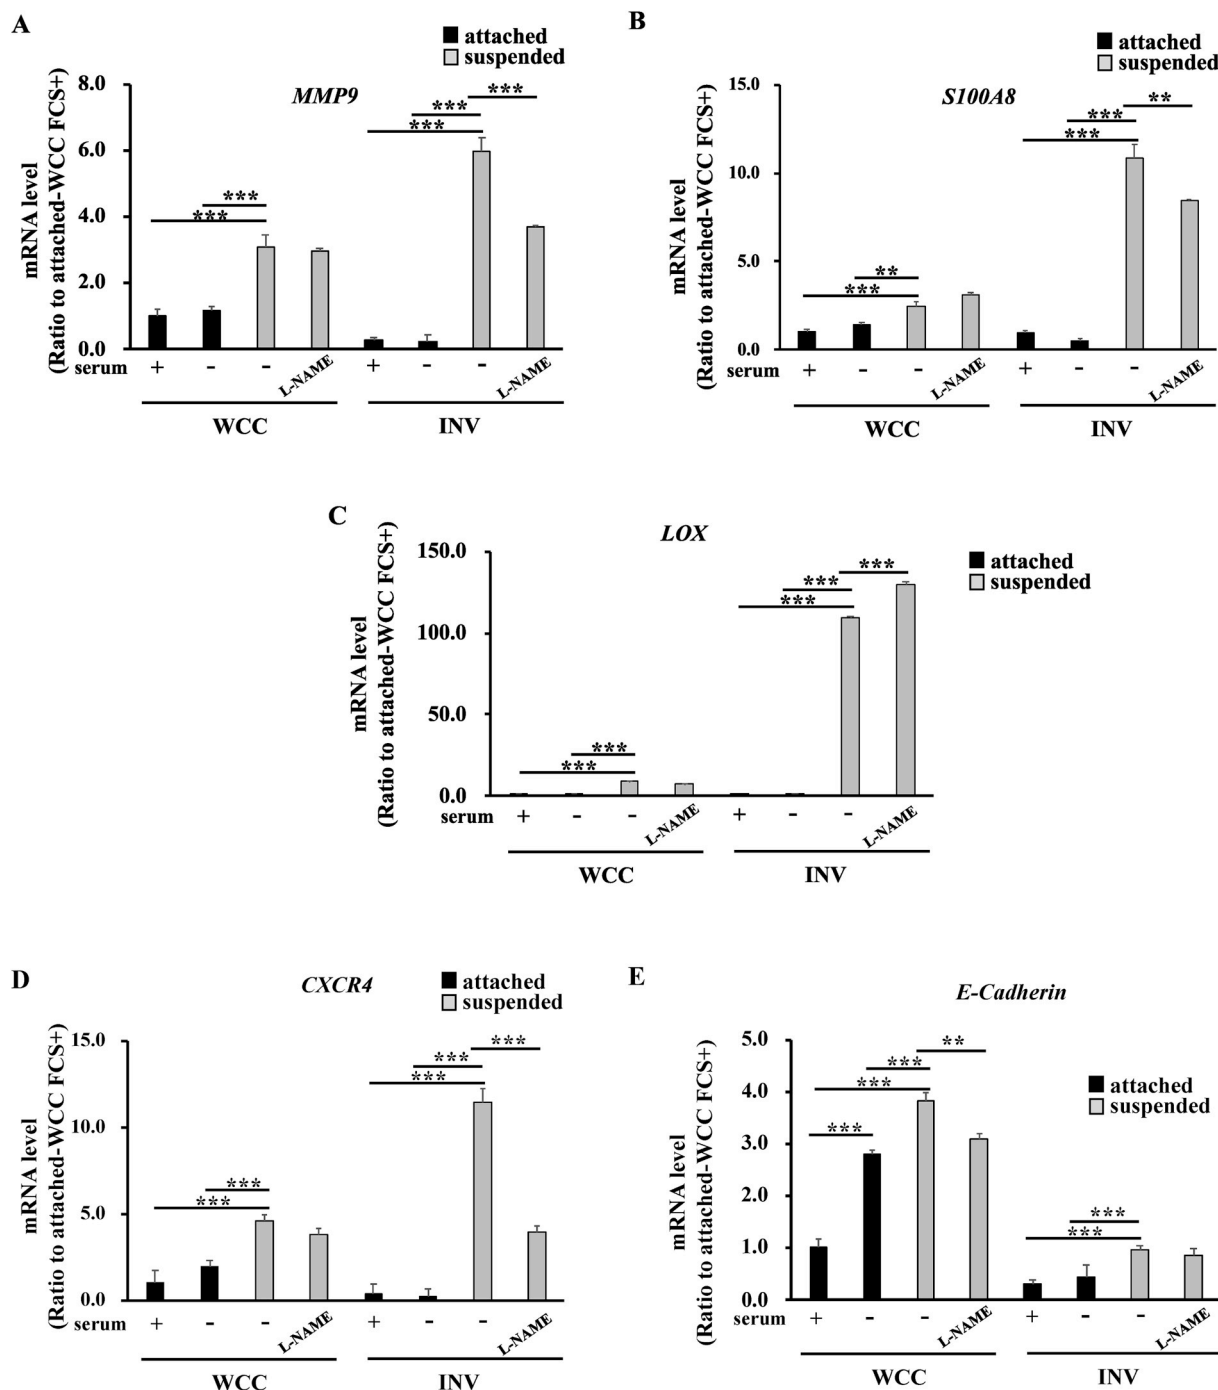 A
attached
suspended
MMP9
mRNA level
(Ratio to attached-WCC FCS+)
8.0
6.0
4.0
2.0
0.0
***
***
***
***
***
serum + - - L-NAME + - - L-NAME
WCC INV
B
attached
suspended
S100A8
mRNA level
(Ratio to attached-WCC FCS+)
15.0
10.0
5.0
0.0
**
***
***
**
***
serum + - - L-NAME + - - L-NAME
WCC INV
C
LOX
attached
suspended
mRNA level
(Ratio to attached-WCC FCS+)
150.0
100.0
50.0
0.0
***
***
***
***
***
serum + - - L-NAME + - - L-NAME
WCC INV
D
attached
suspended
CXCR4
mRNA level
(Ratio to attached-WCC FCS+)
15.0
10.0
5.0
0.0
***
***
***
***
***
serum + - - L-NAME + - - L-NAME
WCC INV
E
E-Cadherin
attached
suspended
mRNA level
(Ratio to attached-WCC FCS+)
5.0
4.0
3.0
2.0
1.0
0.0
**
***
***
***
***
***
serum + - - L-NAME + - - L-NAME
WCC INV